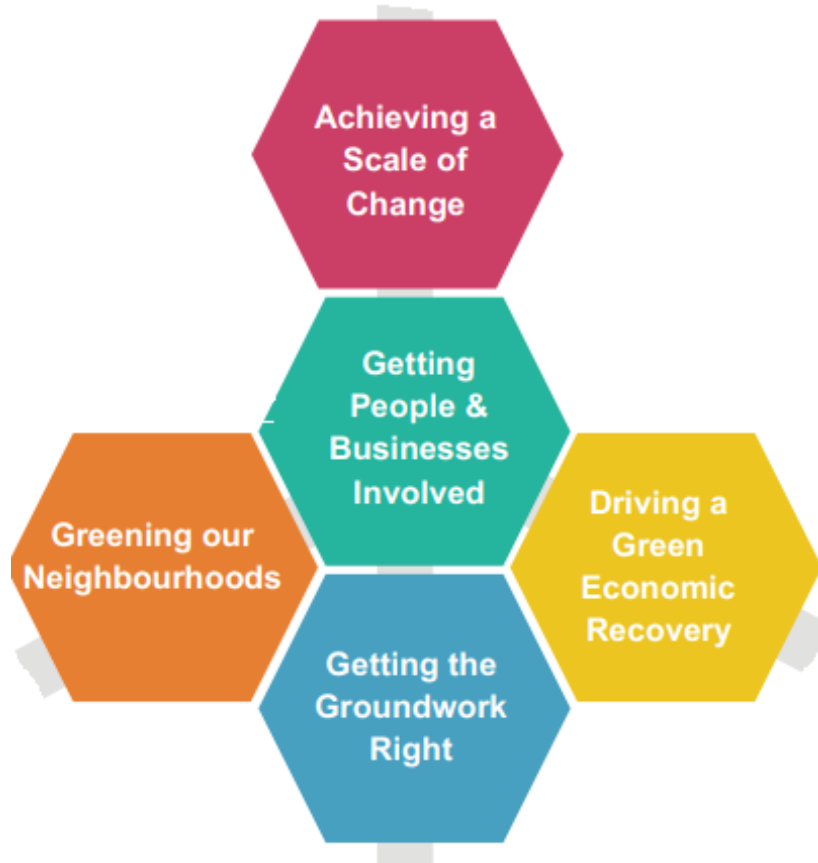 Achieving a
Scale of
Change
Getting
People &
Businesses
Involved
Greening our
Neighbourhoods
Driving a
Green
Economic
Recovery
Getting the
Groundwork
Right